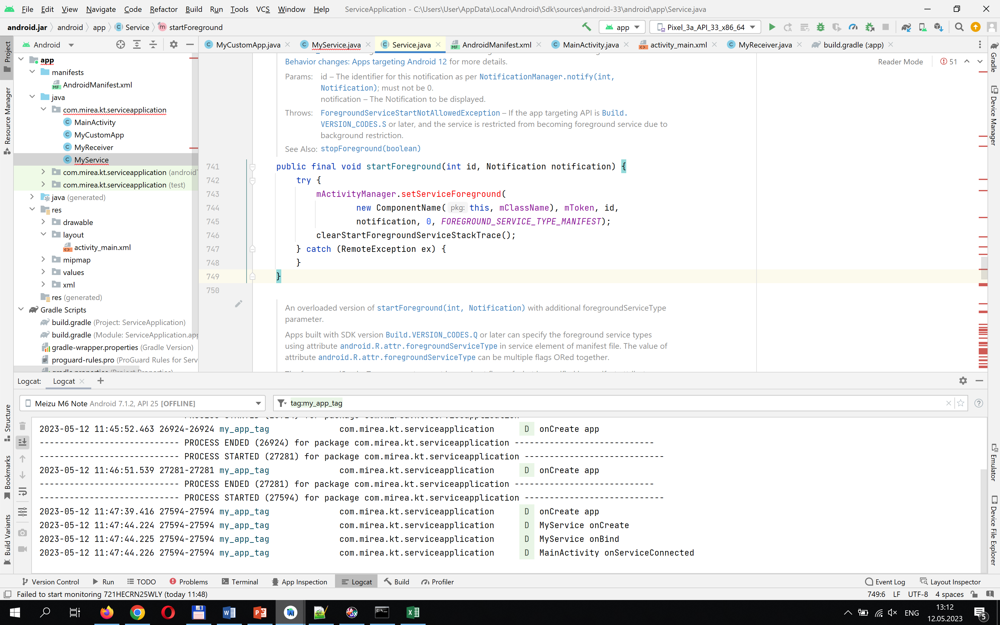 File Edit View Navigate Code Refactor Build Run Tools VCS Window Help ServiceApplication - C:\Users\User\AppData\Local\Android\Sdk\sources\android-33\android\app\Service.java
android.jar android app Service startForeground app Pixel_3a_API_33_x86_64
Android MyCustomApp.java MyService.java Service.java AndroidManifest.xml MainActivity.java activity_main.xml MyReceiver.java build.gradle (:app)
Project
Resource Manager
Structure
Bookmarks
Build Variants
app
manifests
AndroidManifest.xml
java
com.mirea.kt.serviceapplication
MainActivity
MyCustomApp
MyReceiver
MyService
com.mirea.kt.serviceapplication (androidT
com.mirea.kt.serviceapplication (test)
java (generated)
res
drawable
layout
activity_main.xml
mipmap
values
xml
res (generated)
Gradle Scripts
build.gradle (Project: ServiceApplication)
build.gradle (Module: ServiceApplication.app
gradle-wrapper.properties (Gradle Version)
proguard-rules.pro (ProGuard Rules for Serv
gradle.properties (Project Properties)
Reader Mode 51
Behavior changes: Apps targeting Android 12 for more details.
Params: id – The identifier for this notification as per NotificationManager.notify(int,
Notification); must not be 0.
notification – The Notification to be displayed.
Throws: ForegroundServiceStartNotAllowedException – If the app targeting API is Build.
VERSION_CODES.S or later, and the service is restricted from becoming foreground service due to
background restriction.
See Also: stopForeground(boolean)
741 public final void startForeground(int id, Notification notification) {
742 try {
743 mActivityManager.setServiceForeground(
744 new ComponentName( pkg: this, mClassName), mToken, id,
745 notification, 0, FOREGROUND_SERVICE_TYPE_MANIFEST);
746 clearStartForegroundServiceStackTrace();
747 } catch (RemoteException ex) {
748 }
749 }
750
An overloaded version of startForeground(int, Notification) with additional foregroundServiceType
parameter.
Apps built with SDK version Build.VERSION_CODES.Q or later can specify the foreground service types
using attribute android.R.attr.foregroundServiceType in service element of manifest file. The value of
attribute android.R.attr.foregroundServiceType can be multiple flags ORed together.
Gradle
Device Manager
Emulator
Device File Explorer
Logcat: Logcat
Meizu M6 Note Android 7.1.2, API 25 [OFFLINE] tag:my_app_tag
2023-05-12 11:45:52.463 26924-26924 my_app_tag com.mirea.kt.serviceapplication D onCreate app
---------------------------- PROCESS ENDED (26924) for package com.mirea.kt.serviceapplication ----------------------------
---------------------------- PROCESS STARTED (27281) for package com.mirea.kt.serviceapplication ----------------------------
2023-05-12 11:46:51.539 27281-27281 my_app_tag com.mirea.kt.serviceapplication D onCreate app
---------------------------- PROCESS ENDED (27281) for package com.mirea.kt.serviceapplication ----------------------------
---------------------------- PROCESS STARTED (27594) for package com.mirea.kt.serviceapplication ----------------------------
2023-05-12 11:47:39.416 27594-27594 my_app_tag com.mirea.kt.serviceapplication D onCreate app
2023-05-12 11:47:44.224 27594-27594 my_app_tag com.mirea.kt.serviceapplication D MyService onCreate
2023-05-12 11:47:44.225 27594-27594 my_app_tag com.mirea.kt.serviceapplication D MyService onBind
2023-05-12 11:47:44.226 27594-27594 my_app_tag com.mirea.kt.serviceapplication D MainActivity onServiceConnected
Version Control Run TODO Problems Terminal App Inspection Logcat Build Profiler Event Log Layout Inspector
Failed to start monitoring 721HECRN25WLY (today 11:48) 749:6 LF UTF-8 4 spaces
ENG 13:12
12.05.2023 5